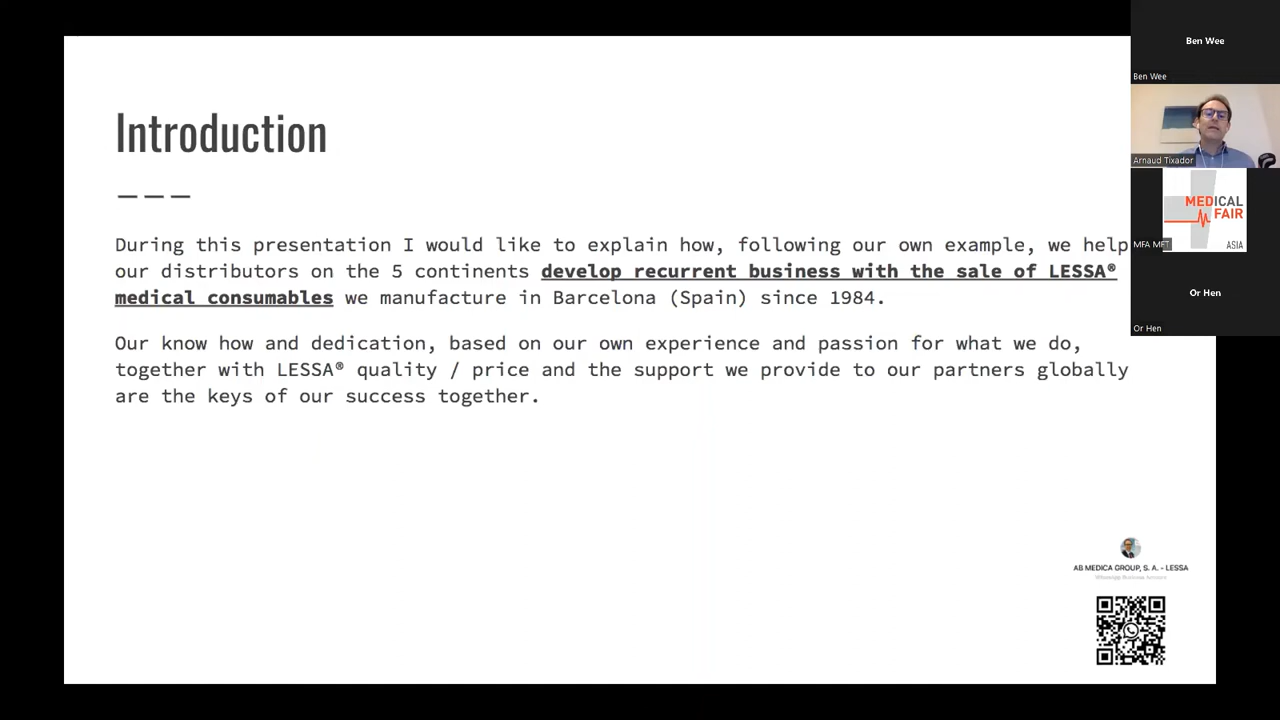 Introduction
During this presentation I would like to explain how, following our own example, we help
our distributors on the 5 continents develop recurrent business with the sale of LESSA®
medical consumables we manufacture in Barcelona (Spain) since 1984.
Our know how and dedication, based on our own experience and passion for what we do,
together with LESSA® quality / price and the support we provide to our partners globally
are the keys of our success together.
AB MEDICA GROUP, S. A. - LESSA
WhatsApp Business Account
Ben Wee
Ben Wee
Arnaud Tixador
MEDICAL
FAIR
ASIA
MFA MFT
Or Hen
Or Hen